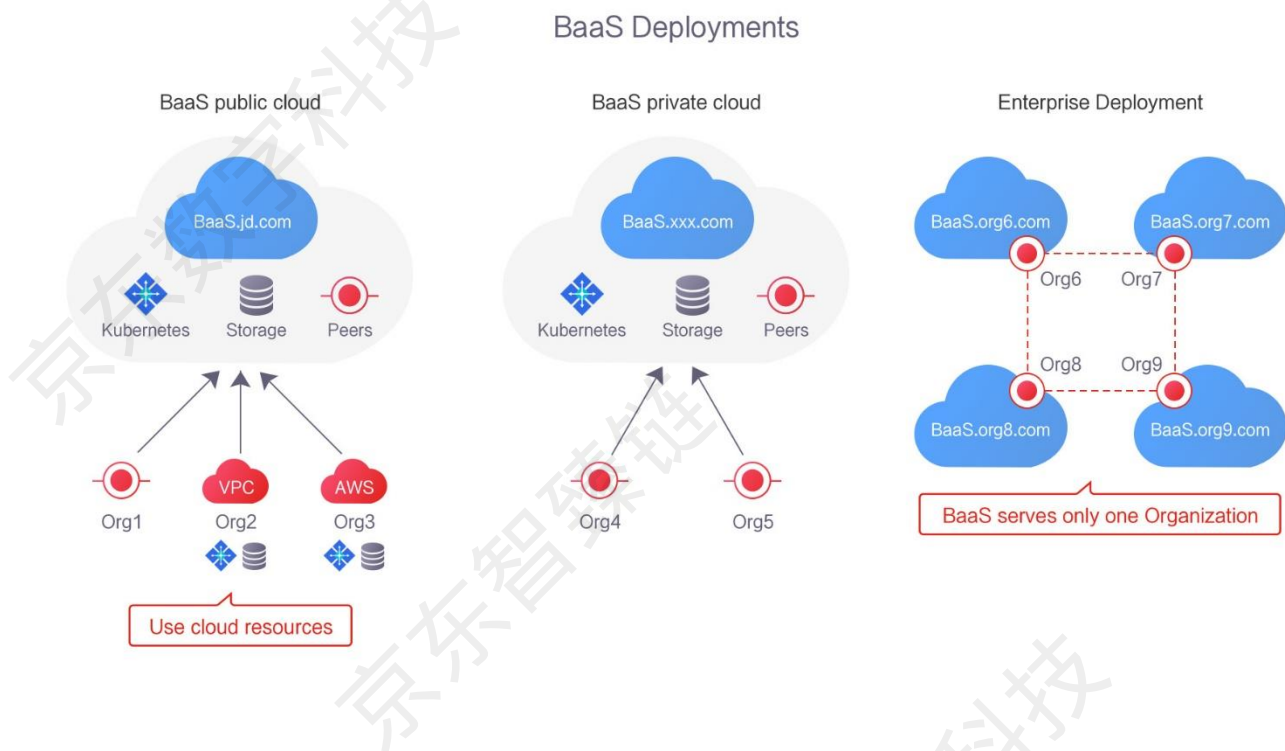 BaaS Deployments
BaaS public cloud
BaaS.jd.com
Kubernetes
Storage
Peers
Org1
VPC
Org2
AWS
Org3
Use cloud resources
BaaS private cloud
BaaS.xxx.com
Kubernetes
Storage
Peers
Org4
Org5
Enterprise Deployment
BaaS.org6.com
BaaS.org7.com
Org6
Org7
Org8
Org9
BaaS.org8.com
BaaS.org9.com
BaaS serves only one Organization
京东数字科技
京东智臻链
科技